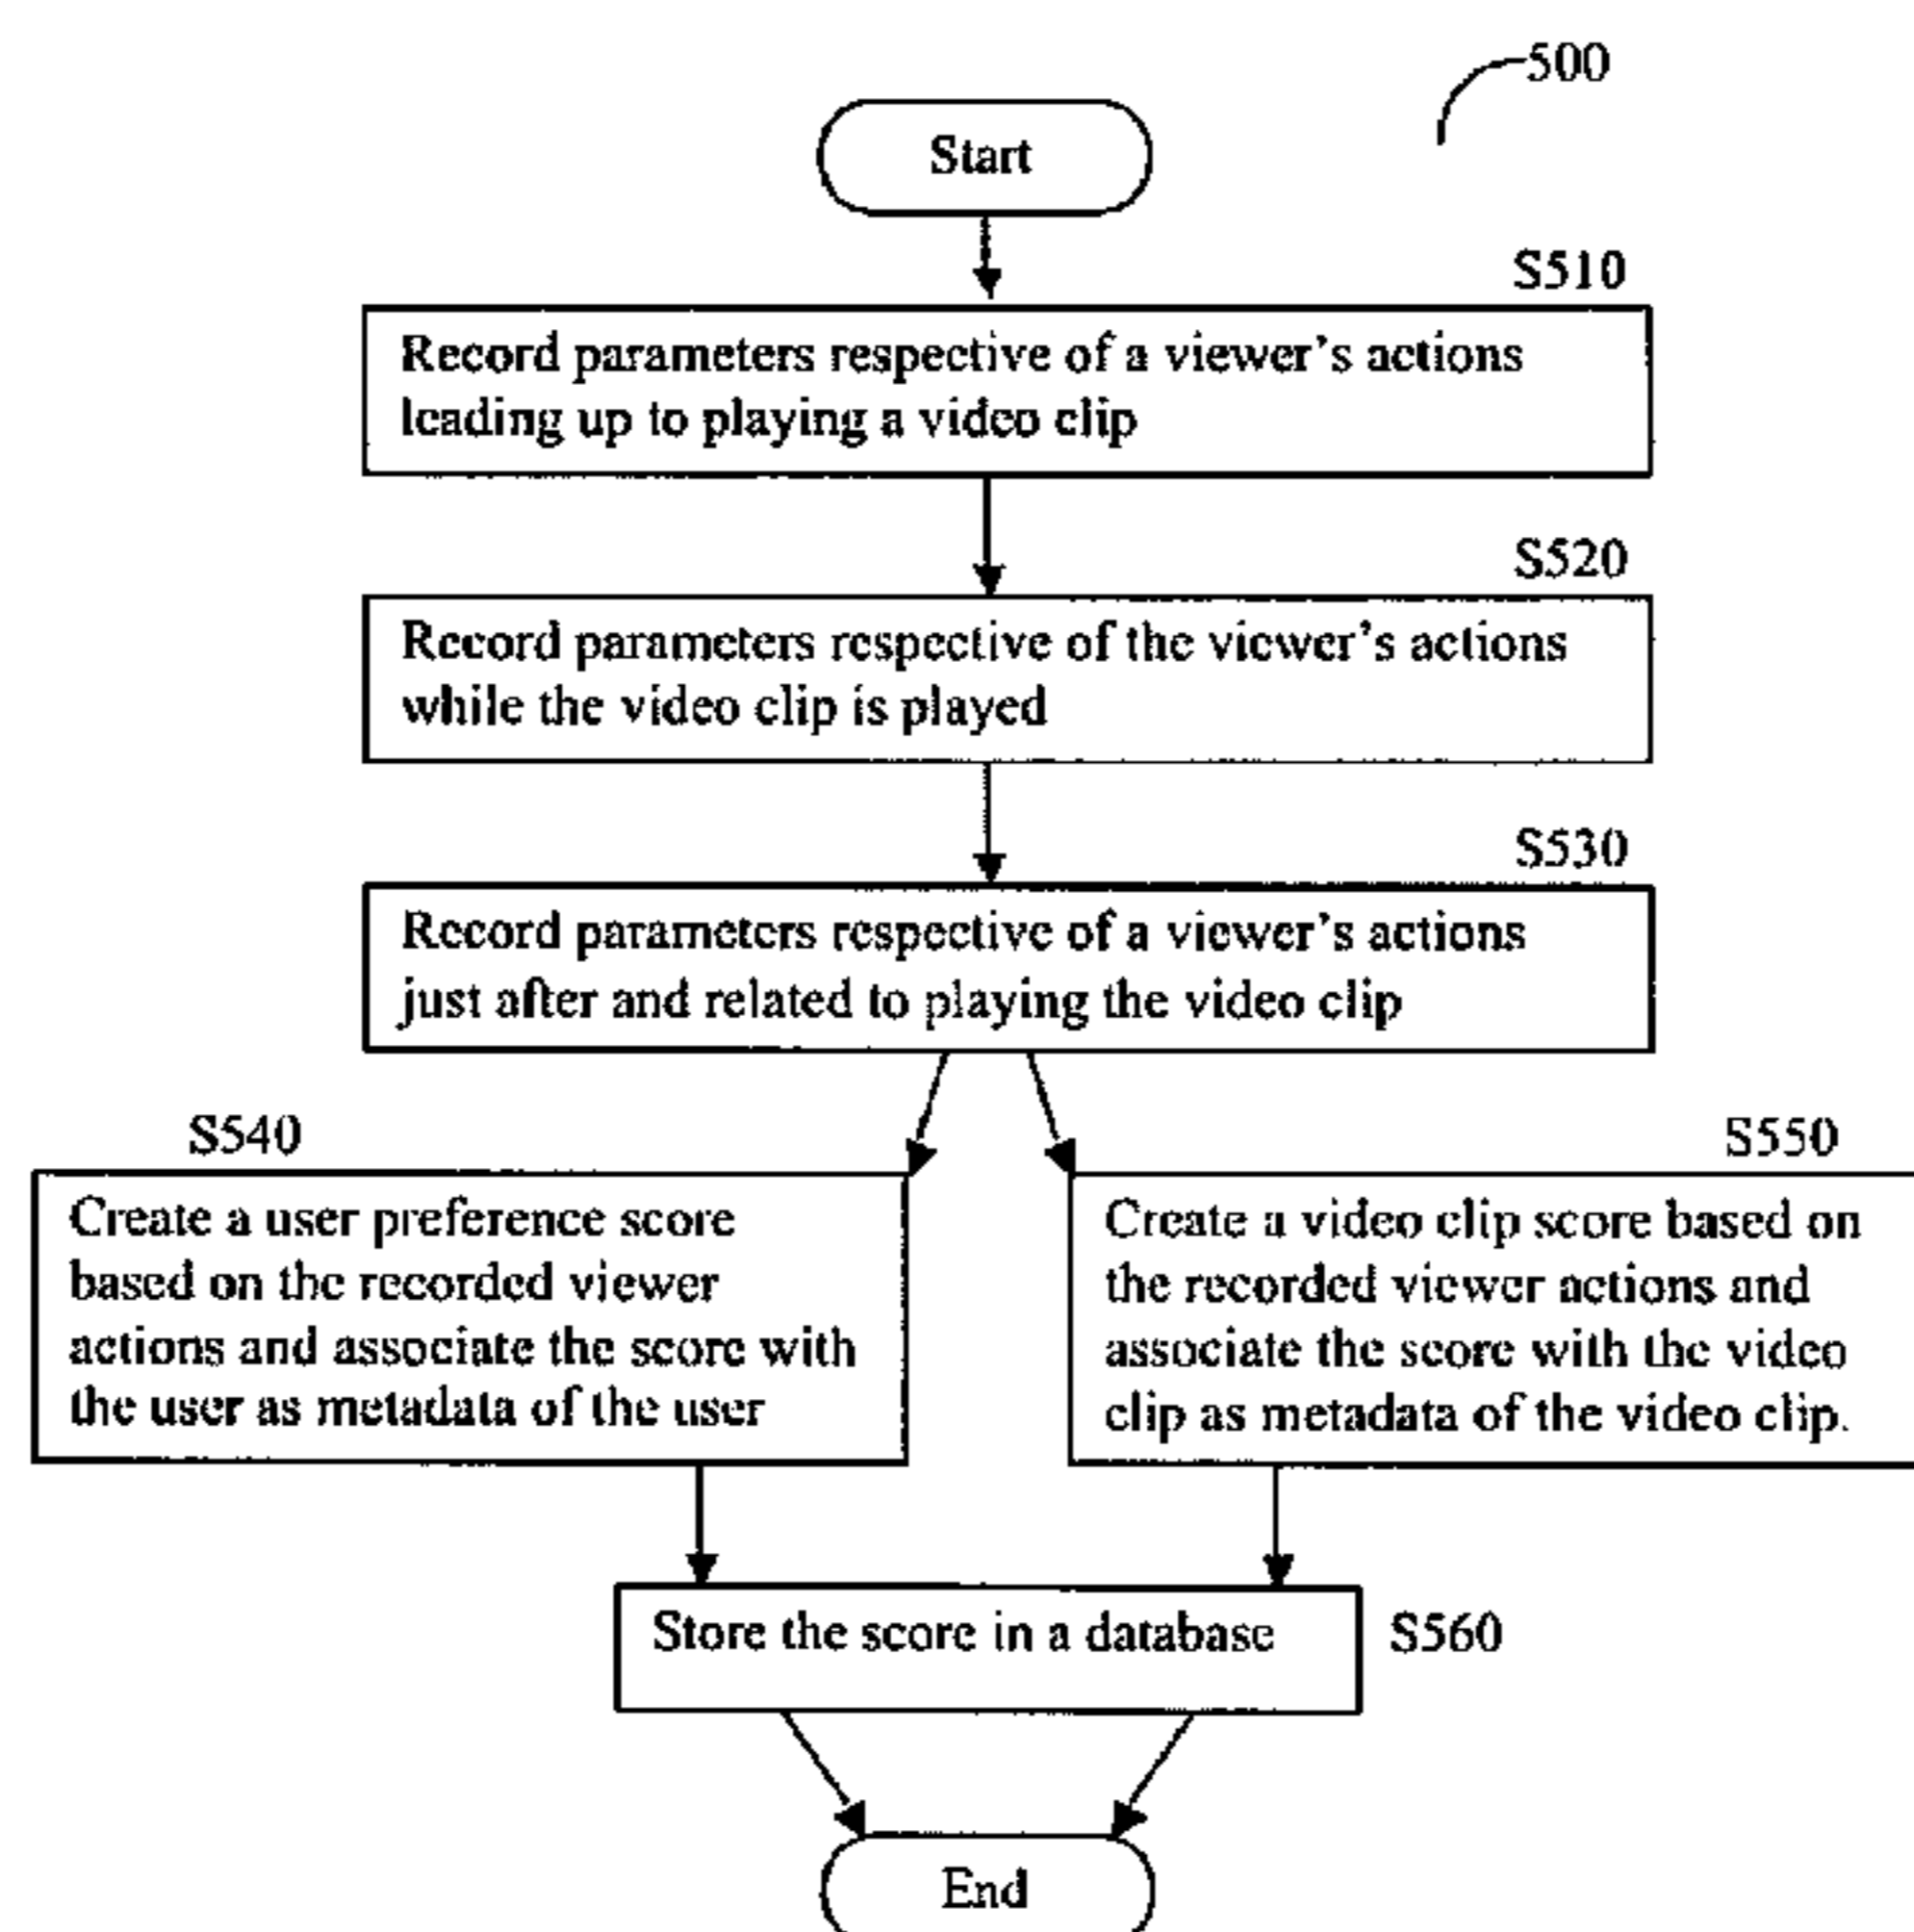 500
Start
S510
Record parameters respective of a viewer's actions
leading up to playing a video clip
S520
Record parameters respective of the viewer's actions
while the video clip is played
S530
Record parameters respective of a viewer's actions
just after and related to playing the video clip
S540
Create a user preference score
based on the recorded viewer
actions and associate the score with
the user as metadata of the user
S550
Create a video clip score based on
the recorded viewer actions and
associate the score with the video
clip as metadata of the video clip.
Store the score in a database
S560
End